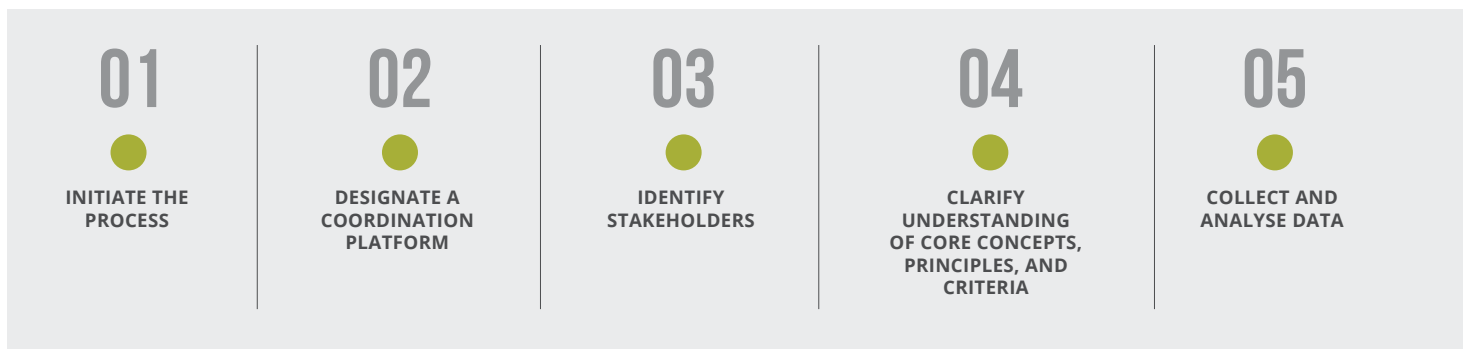 01
INITIATE THE
PROCESS
02
DESIGNATE A
COORDINATION
PLATFORM
03
IDENTIFY
STAKEHOLDERS
04
CLARIFY
UNDERSTANDING
OF CORE CONCEPTS,
PRINCIPLES, AND
CRITERIA
05
COLLECT AND
ANALYSE DATA